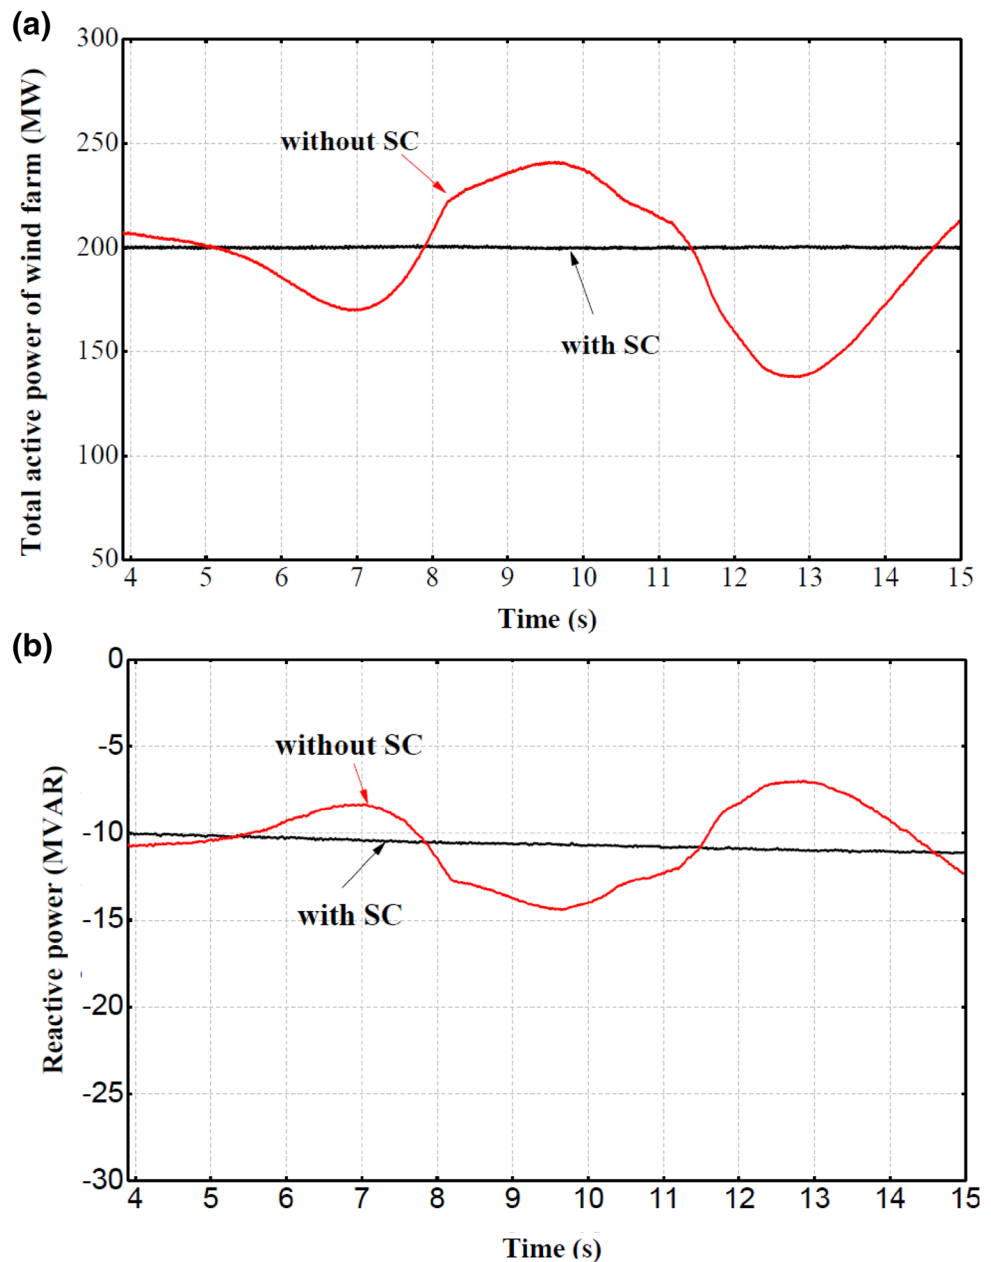 (a)
Total active power of wind farm (MW)
300
250
200
150
100
50
without SC
with SC
4 5 6 7 8 9 10 11 12 13 14 15
Time (s)
(b)
Reactive power (MVAR)
0
-5
-10
-15
-20
-25
-30
without SC
with SC
4 5 6 7 8 9 10 11 12 13 14 15
Time (s)